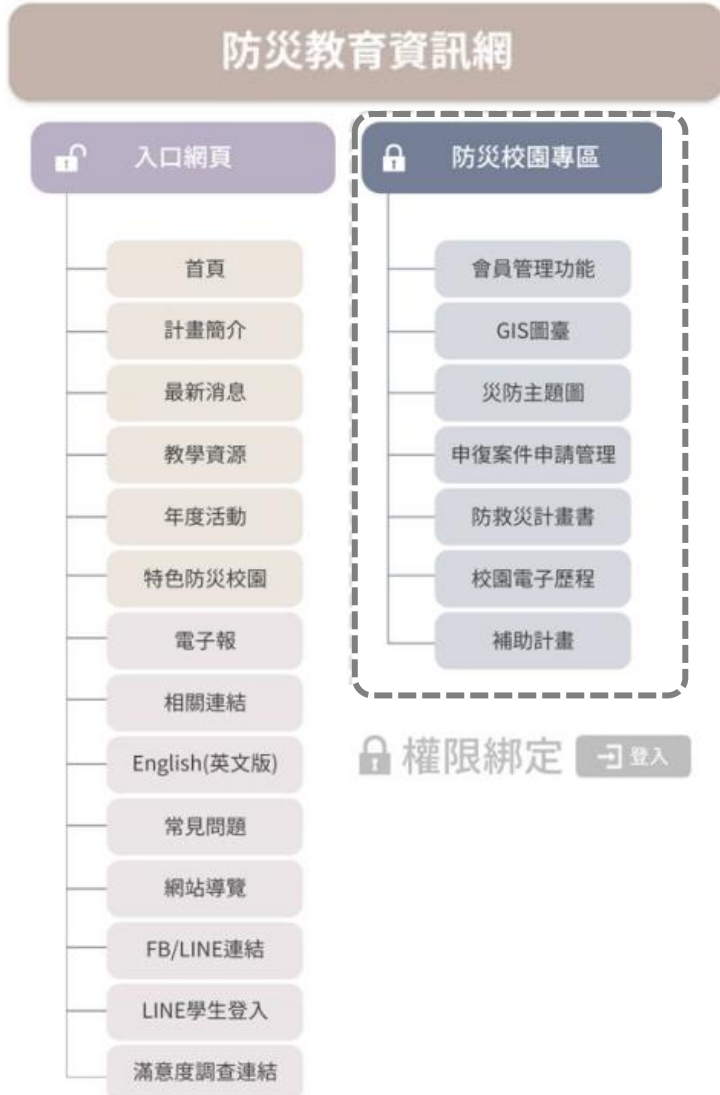 防災教育資訊網
入口網頁
首頁
計畫簡介
最新消息
教學資源
年度活動
特色防災校園
電子報
相關連結
English(英文版)
常見問題
網站導覽
FB/LINE連結
LINE學生登入
滿意度調查連結
防災校園專區
會員管理功能
GIS圖臺
災防主題圖
申復案件申請管理
防救災計畫書
校園電子歷程
補助計畫
權限綁定 登入